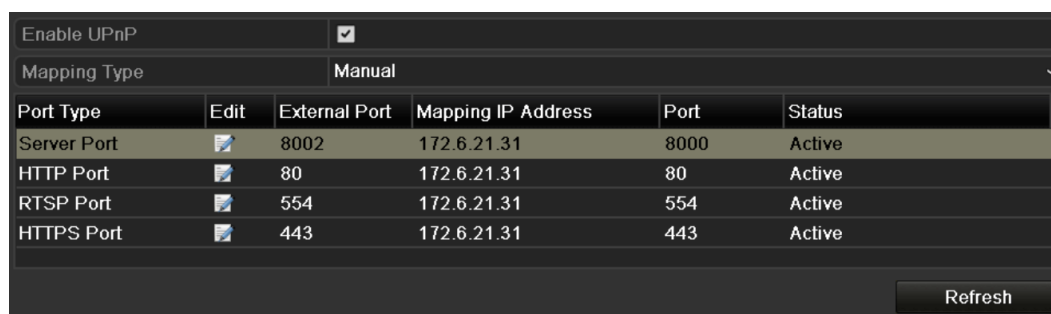 Enable UPnP
Mapping Type Manual
Port Type Edit External Port Mapping IP Address Port Status
Server Port 8002 172.6.21.31 8000 Active
HTTP Port 80 172.6.21.31 80 Active
RTSP Port 554 172.6.21.31 554 Active
HTTPS Port 443 172.6.21.31 443 Active
Refresh